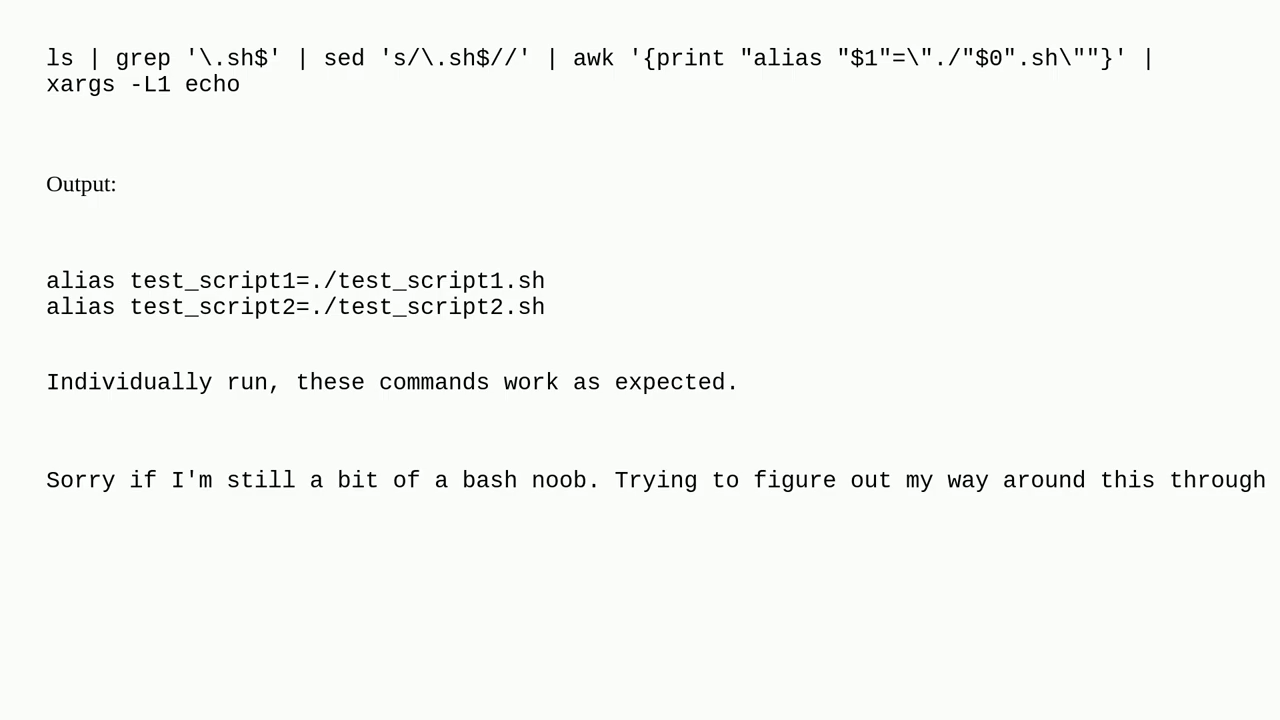 ls | grep '\.sh$' | sed 's/\.sh$//' | awk '{print "alias "$1"=\"./"$0".sh\""}' |
xargs -L1 echo
Output:
alias test_script1=./test_script1.sh
alias test_script2=./test_script2.sh
Individually run, these commands work as expected.
Sorry if I'm still a bit of a bash noob. Trying to figure out my way around this through